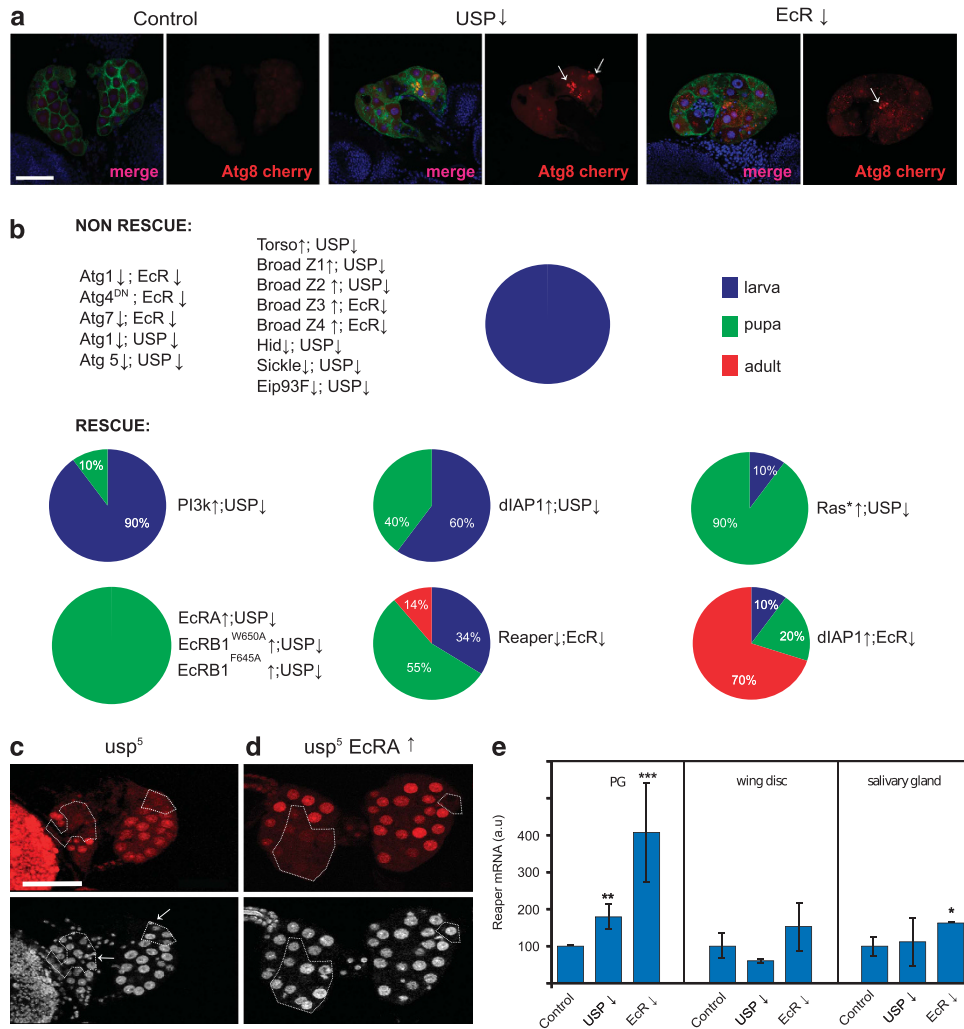 a
Control
USP ↓
EcR ↓
merge
Atg8 cherry
merge
Atg8 cherry
merge
Atg8 cherry
b
NON RESCUE:
Atg1↓; EcR ↓
Atg4DN ; EcR ↓
Atg7↓; EcR ↓
Atg1↓; USP ↓
Atg 5↓; USP ↓
Torso↑; USP↓
Broad Z1↑; USP↓
Broad Z2 ↑; USP↓
Broad Z3 ↑; EcR↓
Broad Z4 ↑; EcR↓
Hid↓; USP↓
Sickle↓; USP↓
Eip93F↓; USP↓
larva
pupa
adult
RESCUE:
10%
90%
PI3k↑;USP↓
40%
60%
dIAP1↑;USP↓
10%
90%
Ras*↑;USP↓
EcRA↑;USP↓
EcRB1W650A ↑;USP↓
EcRB1F645A ↑;USP↓
14%
34%
55%
Reaper↓;EcR↓
10%
20%
70%
dIAP1↑;EcR↓
c
usp5
d
usp5 EcRA ↑
e
Reaper mRNA (a.u)
400
300
200
100
PG
wing disc
salivary gland
**
***
*
Control
USP ↓
EcR ↓
Control
USP ↓
EcR ↓
Control
USP ↓
EcR ↓